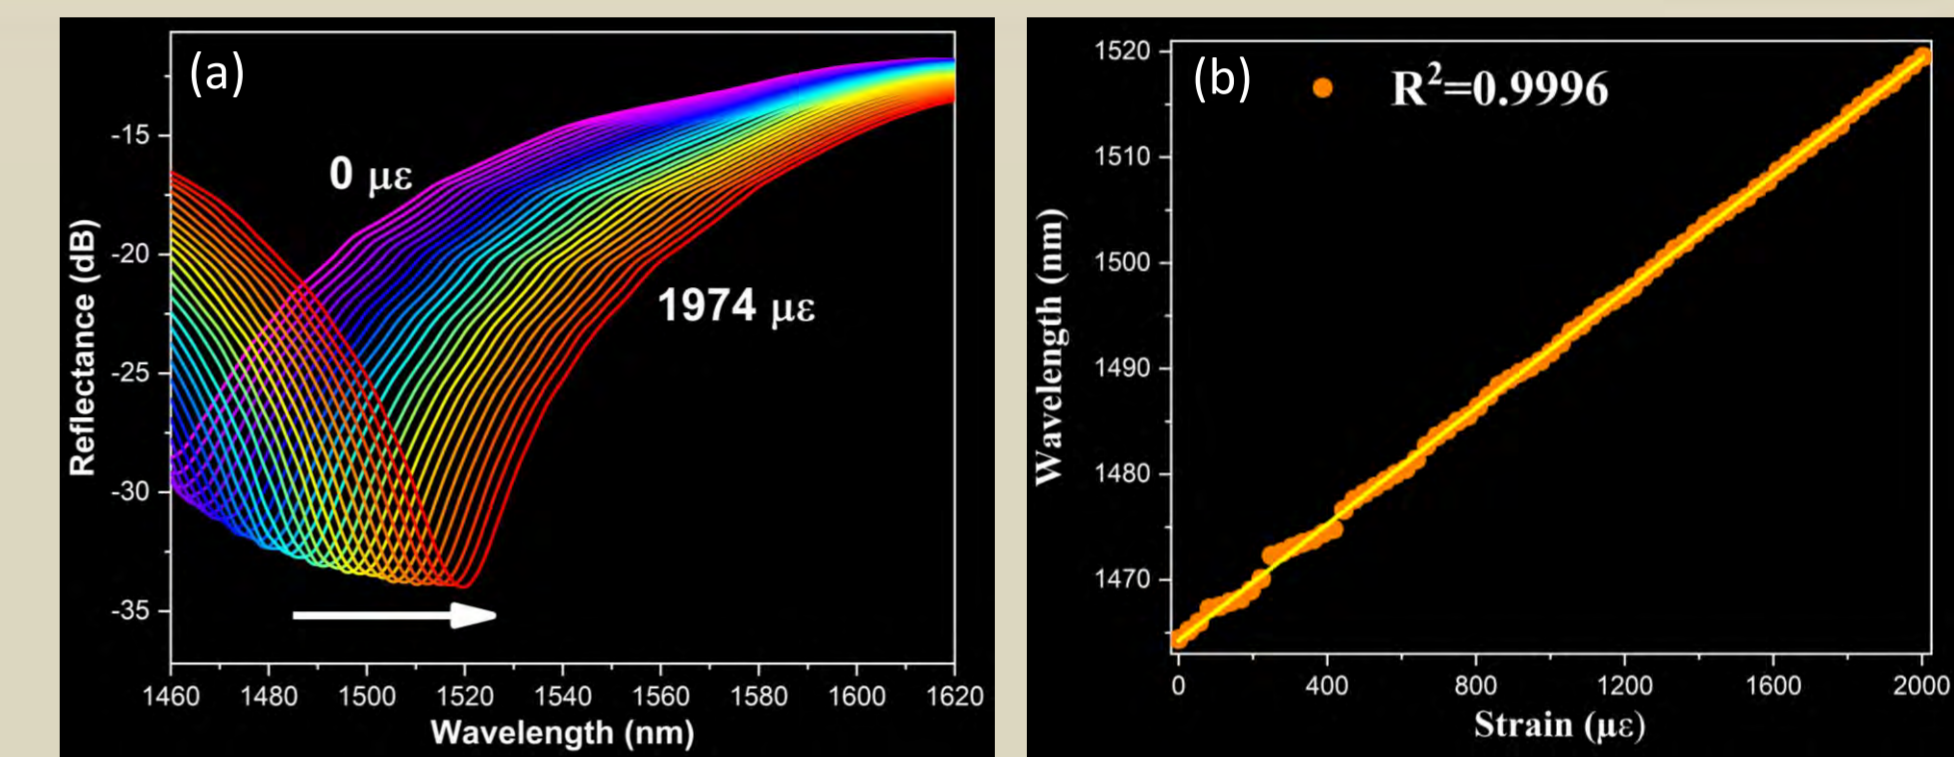 (a)
0 µε
1974 µε
-15
-20
-25
-30
-35
Reflectance (dB)
1460 1480 1500 1520 1540 1560 1580 1600 1620
Wavelength (nm)
(b)
R²=0.9996
1520
1510
1500
1490
1480
1470
Wavelength (nm)
0 400 800 1200 1600 2000
Strain (µε)